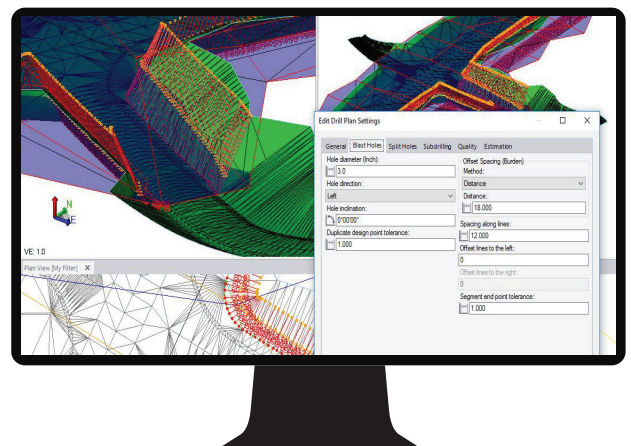 N
E
VE: 1.0
Plan View [My Filter] X
Edit Drill Plan Settings
General Blast Holes Split Holes Subdrilling Quality Estimation
Hole diameter (Inch):
3.0
Hole direction:
Left
Hole inclination:
0°00'00"
Duplicate design point tolerance:
1.000
Offset Spacing (Burden)
Method:
Distance
Distance:
18.000
Spacing along lines:
12.000
Offset lines to the left:
0
Offset lines to the right:
0
Segment end point tolerance:
1.000